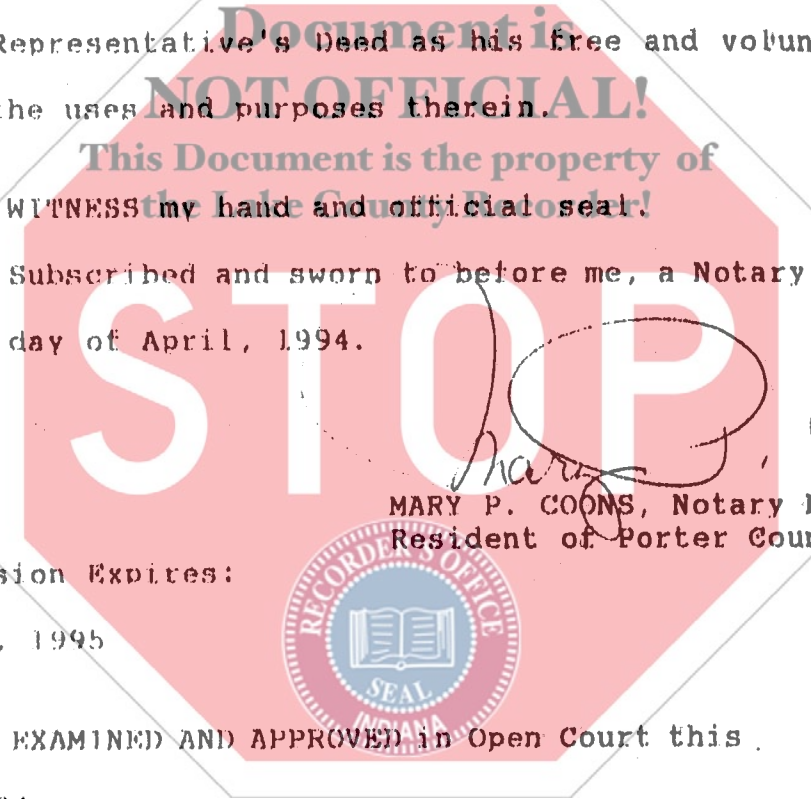 Document is
Representative's Deed as his free and volun
NOT OFFICIAL!
the uses and purposes therein.
This Document is the property of
the Lake County Recorder!
WITNESS my hand and official seal.
Subscribed and sworn to before me, a Notary
day of April, 1994.
STOP
Mary P.
MARY P. COONS, Notary
Resident of Porter Coun
RECORDER'S OFFICE
SEAL
INDIANA
sion Expires:
, 1995
EXAMINED AND APPROVED in Open Court this